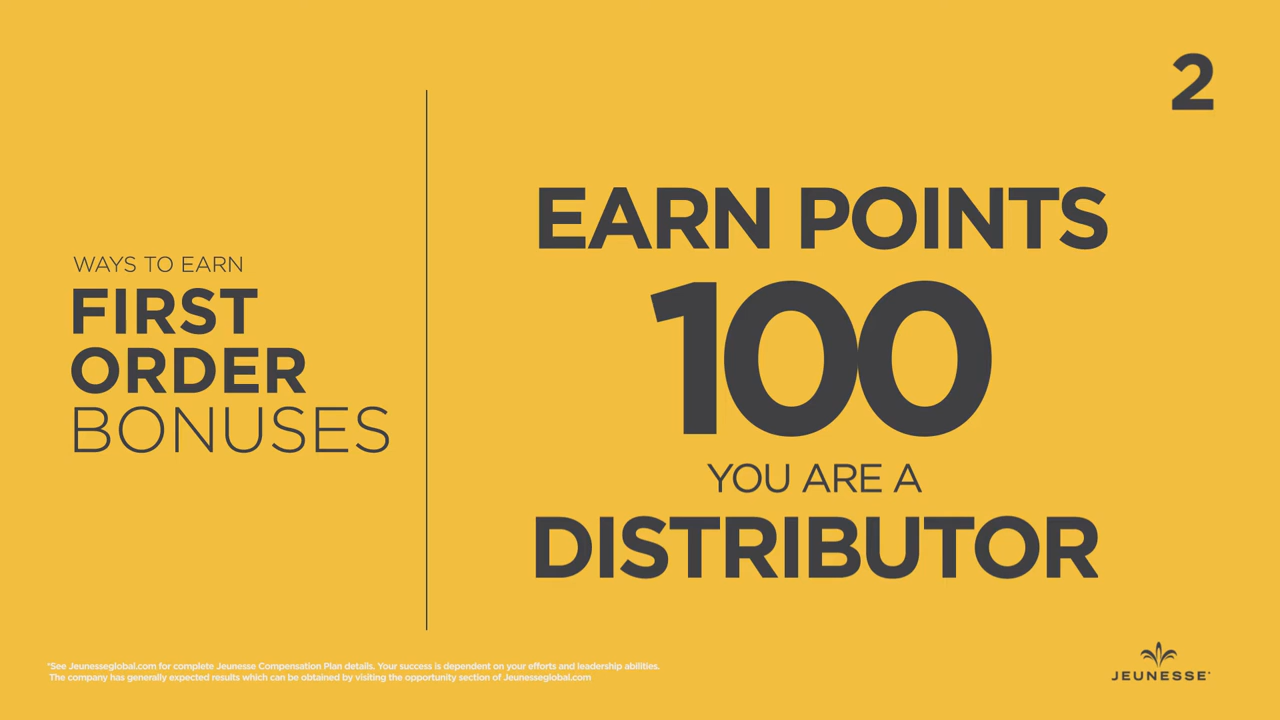 2
WAYS TO EARN
FIRST
ORDER
BONUSES
EARN POINTS
100
YOU ARE A
DISTRIBUTOR
*See Jeunesseglobal.com for complete Jeunesse Compensation Plan details. Your success is dependent on your efforts and leadership abilities.
The company has generally expected results which can be obtained by visiting the opportunity section of Jeunesseglobal.com
JEUNESSE